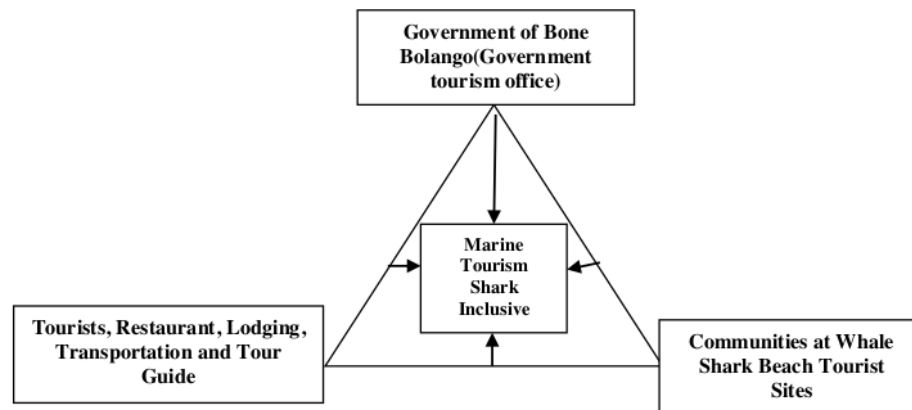 Government of Bone
Bolango(Government
tourism office)
Marine
Tourism
Shark
Inclusive
Tourists, Restaurant, Lodging,
Transportation and Tour
Guide
Communities at Whale
Shark Beach Tourist
Sites